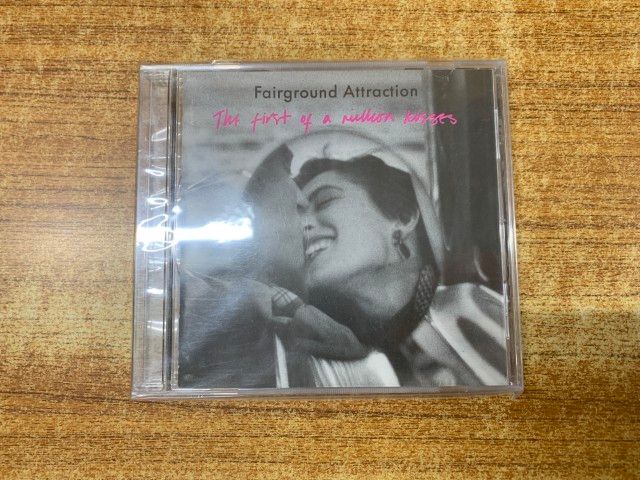 Fairground Attraction
The first of a million kisses